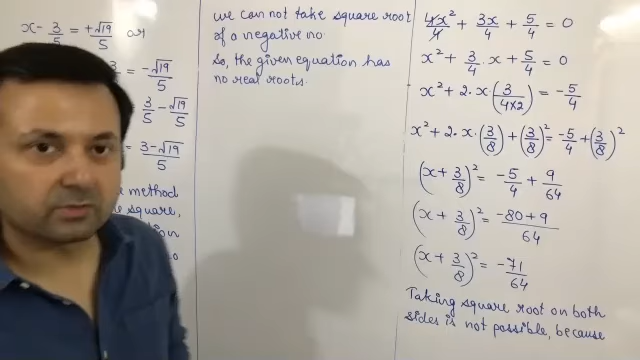 x - 3/5 = +√19/5 or
3/5 = -√19/5
3/5 - √19/5
= 3-√19/5
method
square,
we can not take square root
of a negative no.
So, the given equation has
no real roots.
4x²/4 + 3x/4 + 5/4 = 0
x² + 3/4 . x + 5/4 = 0
x² + 2 . x (3/4×2) = -5/4
x² + 2 . x . (3/8) + (3/8)² = -5/4 + (3/8)²
(x + 3/8)² = -5/4 + 9/64
(x + 3/8)² = -80+9/64
(x + 3/8)² = -71/64
Taking square root on both
sides is not possible, because